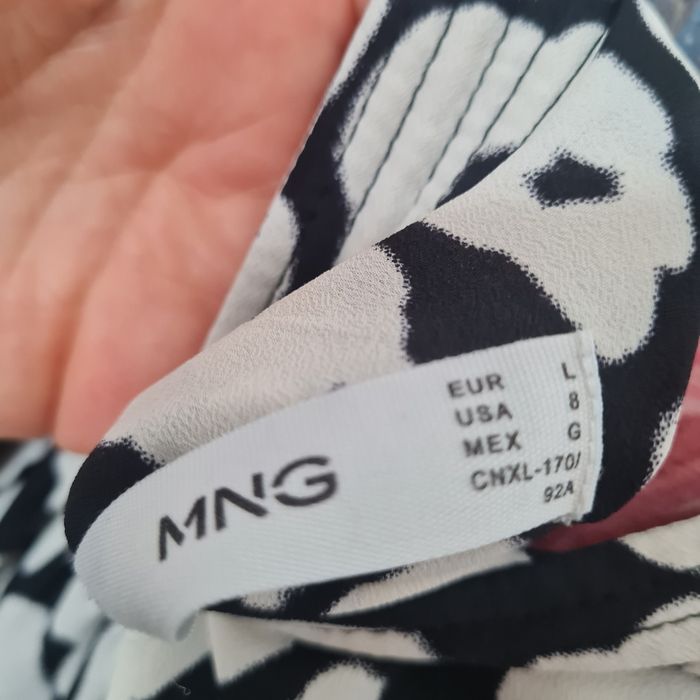 MNG
EUR L
USA 8
MEX G
CNXL-170/
92A